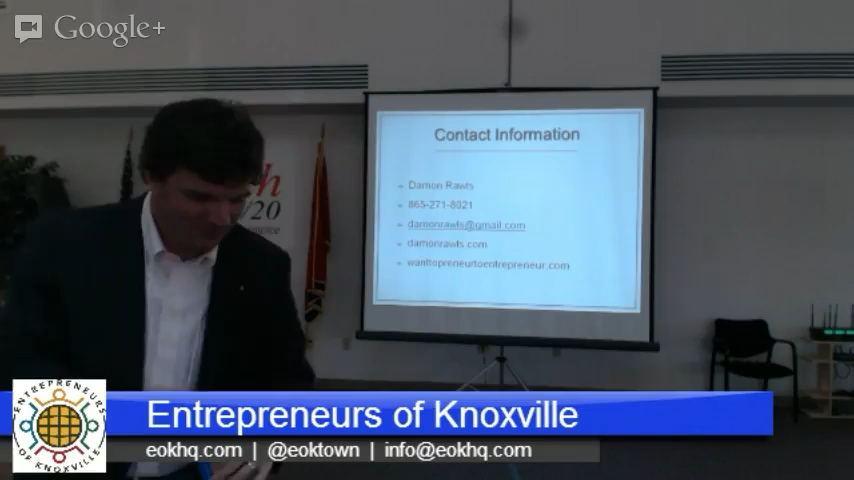 Google+
Contact Information
Damon Rawls
865-271-8021
damonrawls@gmail.com
damonrawls.com
wanttopreneurtoentrepreneur.com
/20
ENTREPRENEURS OF KNOXVILLE
Entrepreneurs of Knoxville
eokhq.com | @eoktown | info@eokhq.com